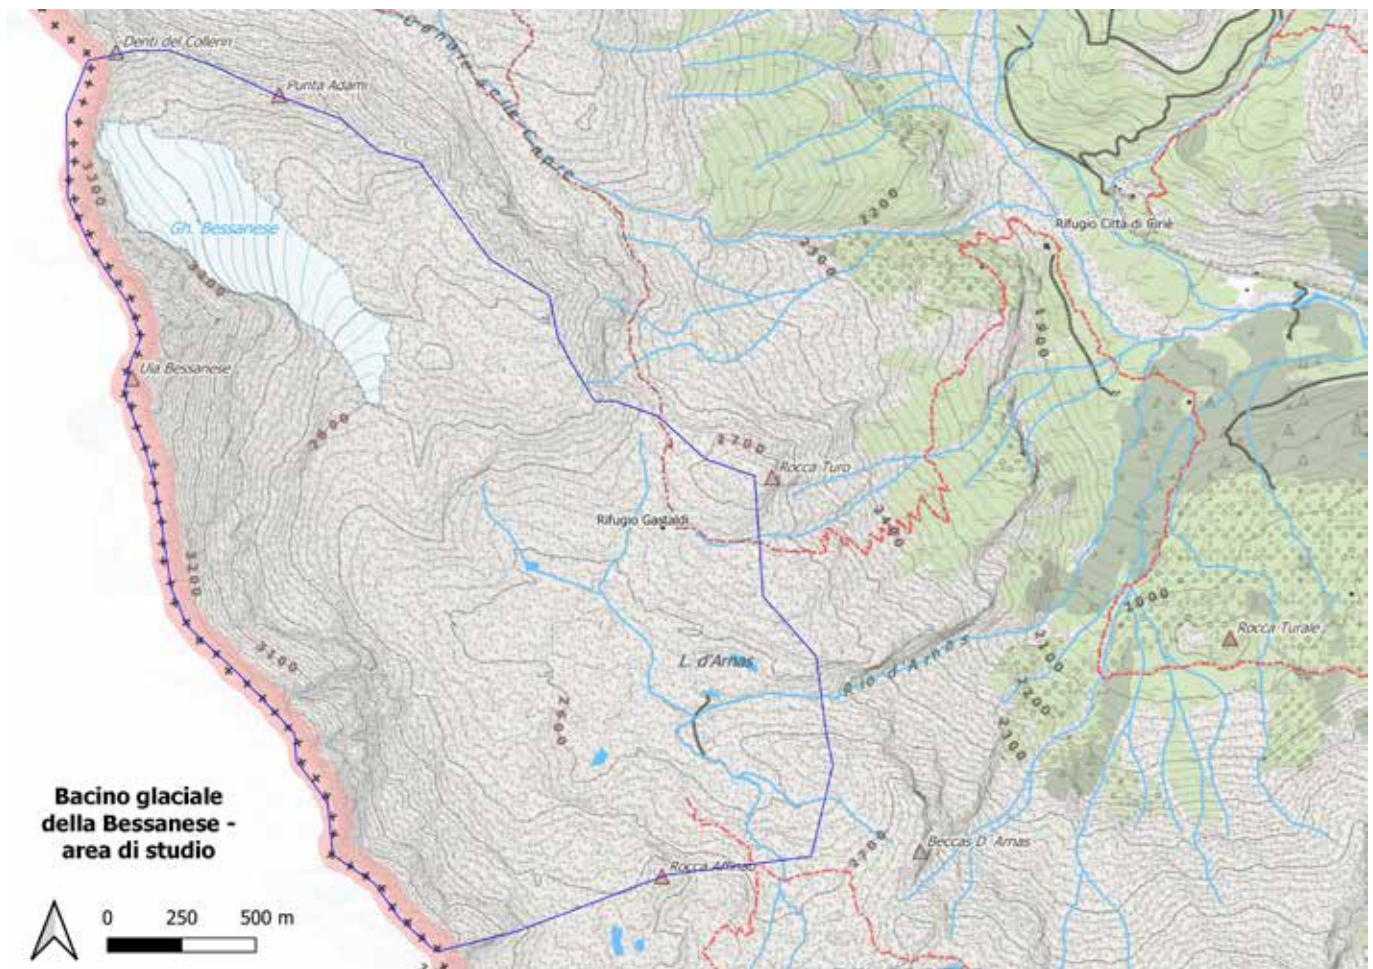 Denti del Collerin
Punta Adami
Canale delle Capre
3300
Gh. Bessanese
2200
2300
Rifugio Città di Ciriè
1900
Uia Bessanese
2800
2700
Rocca Turo
Rifugio Gastaldi
2400
3200
2000
Rocca Turale
3100
L. d'Arnas
Rio d'Arnas
2100
2200
2300
2600
Bacino glaciale
della Bessanese -
area di studio
2700
Beccas D' Arnas
Rocca Affinau
0 250 500 m